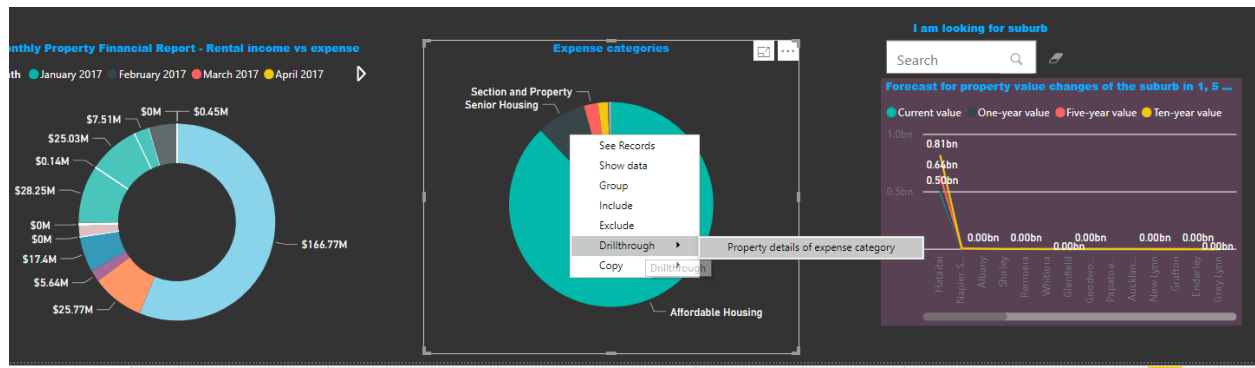 onthly Property Financial Report - Rental income vs expense
nth January 2017 February 2017 March 2017 April 2017
$0M
$0.45M
$7.51M
$25.03M
$0.14M
$28.25M
$0M
$0M
$17.4M
$5.64M
$25.77M
$166.77M
Expense categories
Section and Property
Senior Housing
Affordable Housing
See Records
Show data
Group
Include
Exclude
Drillthrough
Property details of expense category
Copy
Drillthrough
I am looking for suburb
Search
Forecast for property value changes of the suburb in 1, 5 ...
Current value One-year value Five-year value Ten-year value
1.0bn
0.81bn
0.64bn
0.50bn
0.5bn
0.00bn 0.00bn 0.00bn 0.00bn 0.00bn
0.00bn 0.00bn
Hataitai
Napier S...
Albany
Shirley
Remuera
Whitiora
Glenfield
Goodwo...
Papatoe...
Aucklan...
New Lynn
Grafton
Enderley
Grey Lynn